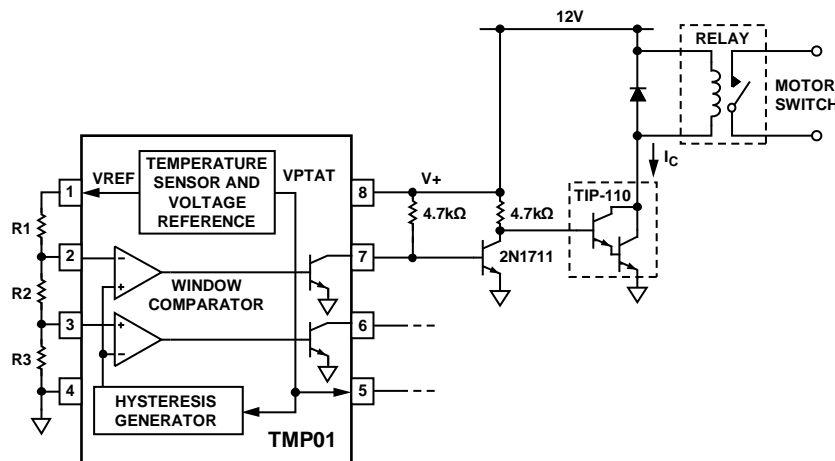 12V
RELAY
MOTOR
SWITCH
TEMPERATURE
SENSOR AND
VOLTAGE
REFERENCE
VREF
VPTAT
1
8
V+
IC
TIP-110
R1
4.7kΩ
4.7kΩ
2
7
2N1711
WINDOW
COMPARATOR
R2
3
6
R3
4
5
HYSTERESIS
GENERATOR
TMP01